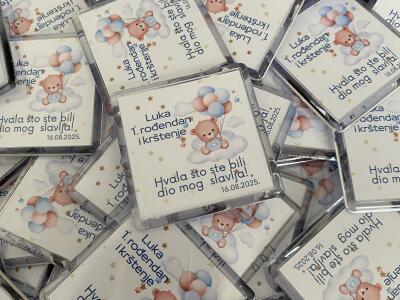 Luka
1.rođendan
i krštenje
Hvala što ste bili
dio mog slavlja!
16.08.2025.